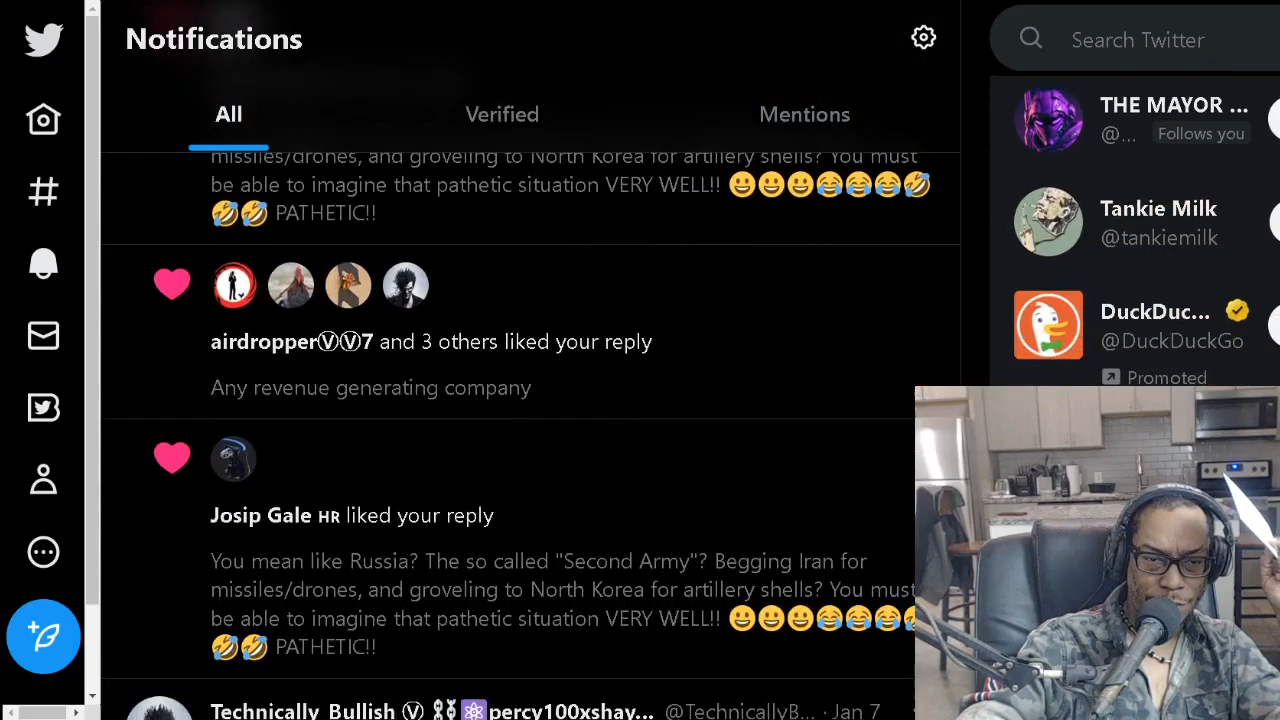 Notifications
Search Twitter
All
Verified
Mentions
missiles/drones, and groveling to North Korea for artillery shells? You must
be able to imagine that pathetic situation VERY WELL!! 😀😀😀😂😂😂🤣
🤣🤣 PATHETIC!!
airdropperⓋⓋ7 and 3 others liked your reply
Any revenue generating company
Josip Gale ʜʀ liked your reply
You mean like Russia? The so called "Second Army"? Begging Iran for
missiles/drones, and groveling to North Korea for artillery shells? You must
be able to imagine that pathetic situation VERY WELL!! 😀😀😀😂😂😂
🤣🤣 PATHETIC!!
Technically Bullish Ⓥ ⛓⚛percy100xshay... @TechnicallyB... · Jan 7
THE MAYOR ...
@... Follows you
Tankie Milk
@tankiemilk
DuckDuc...
@DuckDuckGo
Promoted